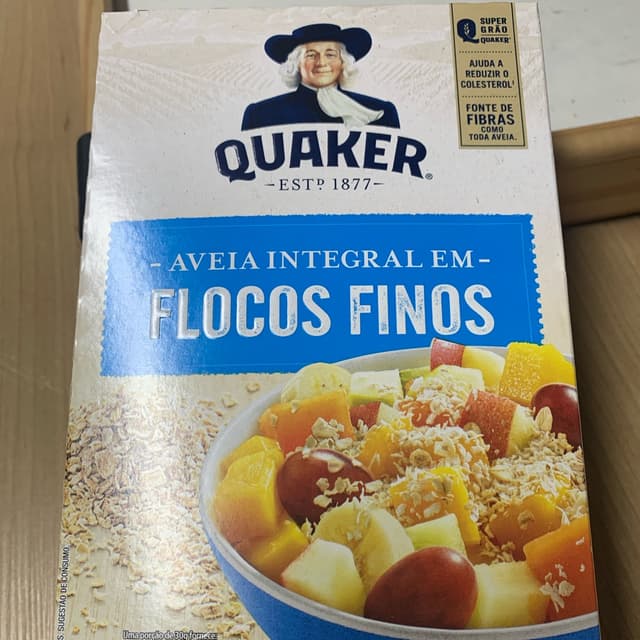 SUPER
GRÃO
QUAKER
AJUDA A
REDUZIR O
COLESTEROL¹
FONTE DE
FIBRAS
COMO
TODA AVEIA.
QUAKER®
-ESTD 1877-
- AVEIA INTEGRAL EM -
FLOCOS FINOS
S. SUGESTÃO DE CONSUMO
Uma porção de 30g fornece: